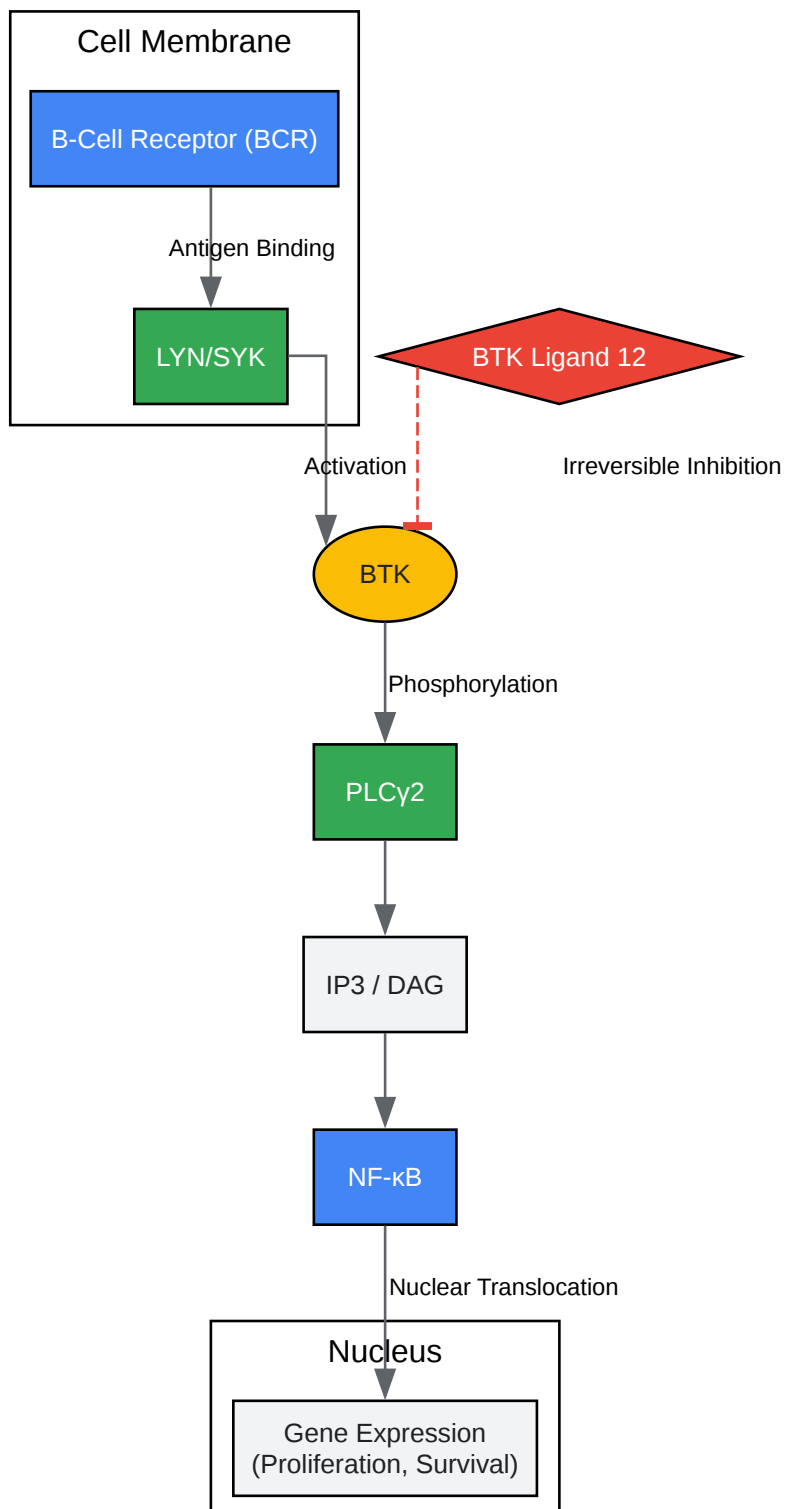 Cell Membrane
B-Cell Receptor (BCR)
Antigen Binding
LYN/SYK
BTK Ligand 12
Activation
Irreversible Inhibition
BTK
Phosphorylation
PLCγ2
IP3 / DAG
NF-κB
Nuclear Translocation
Nucleus
Gene Expression
(Proliferation, Survival)